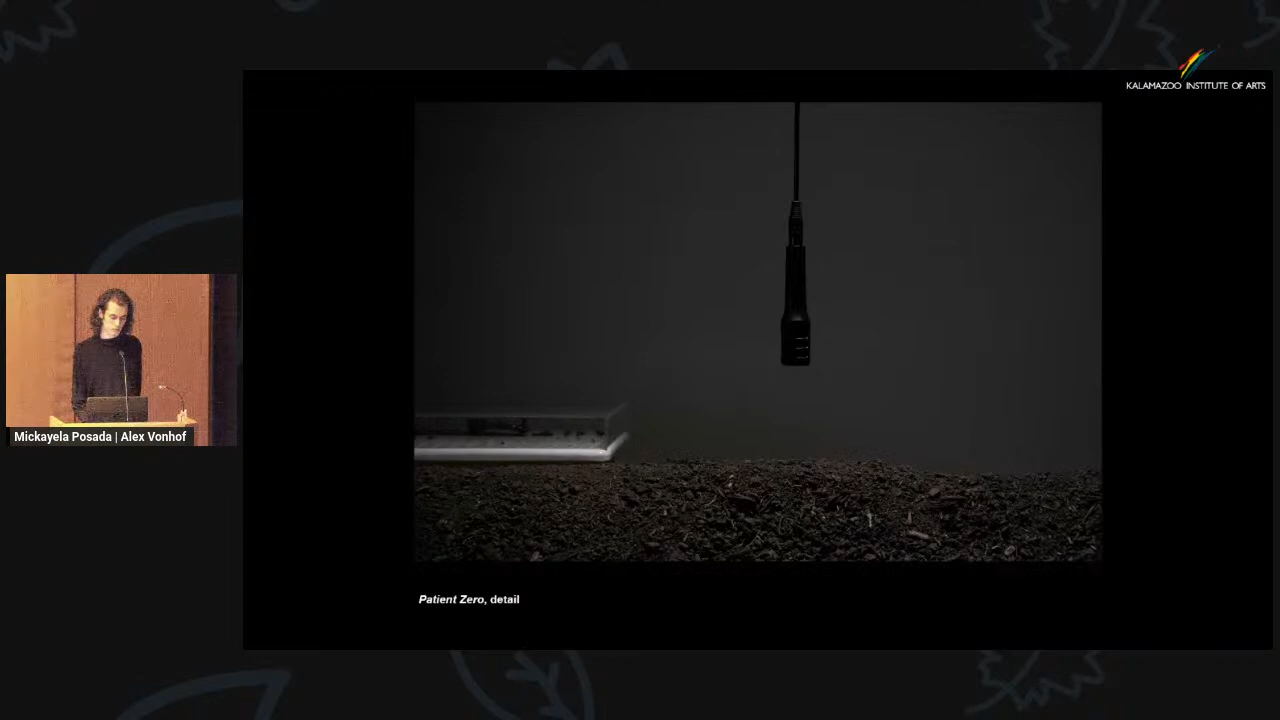 KALAMAZOO INSTITUTE OF ARTS
Mickayela Posada | Alex Vonhof
Patient Zero, detail